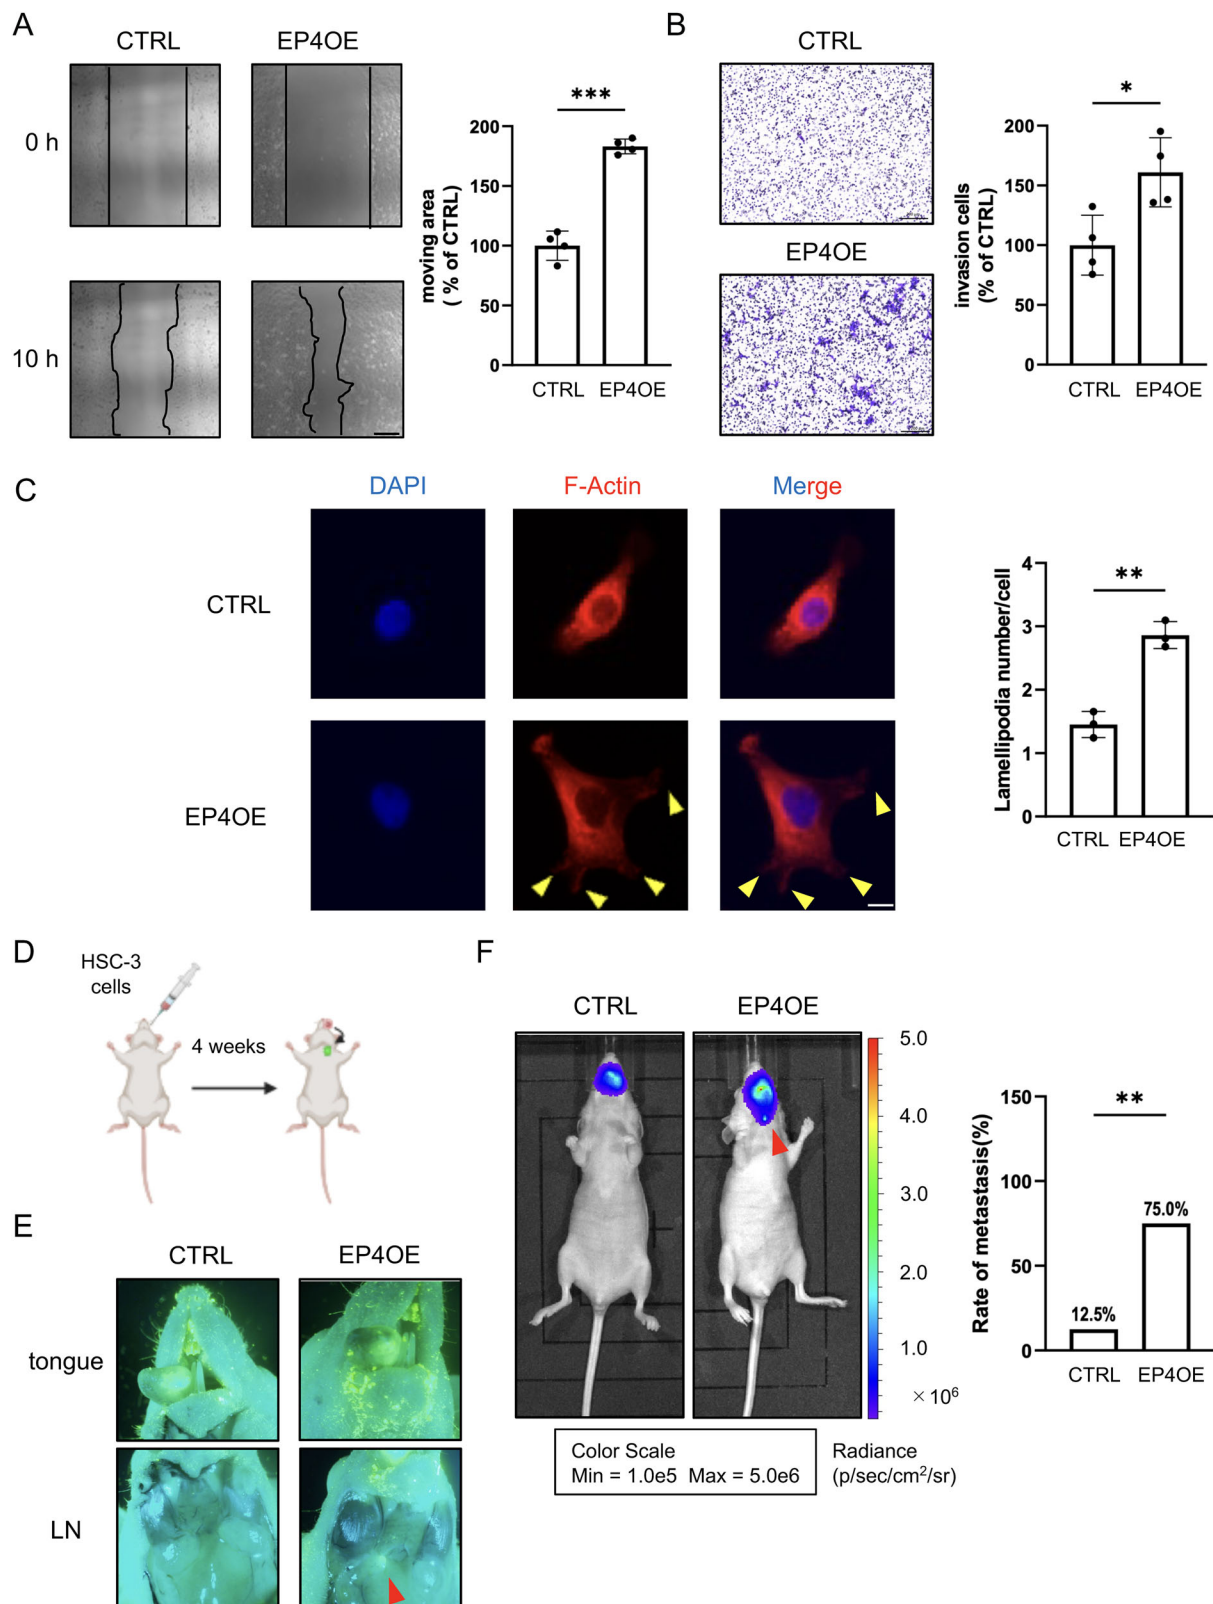 A
CTRL
EP4OE
0 h
10 h
***
200
150
100
50
0
moving area
( % of CTRL)
CTRL
EP4OE
B
CTRL
EP4OE
*
200
150
100
50
0
invasion cells
(% of CTRL)
CTRL
EP4OE
C
DAPI
F-Actin
Merge
CTRL
EP4OE
**
4
3
2
1
0
Lamellipodia number/cell
CTRL
EP4OE
D
HSC-3
cells
4 weeks
E
CTRL
EP4OE
tongue
LN
F
CTRL
EP4OE
5.0
4.0
3.0
2.0
1.0
×10⁶
Color Scale
Min = 1.0e5 Max = 5.0e6
Radiance
(p/sec/cm²/sr)
**
150
100
50
0
Rate of metastasis(%)
12.5%
75.0%
CTRL
EP4OE